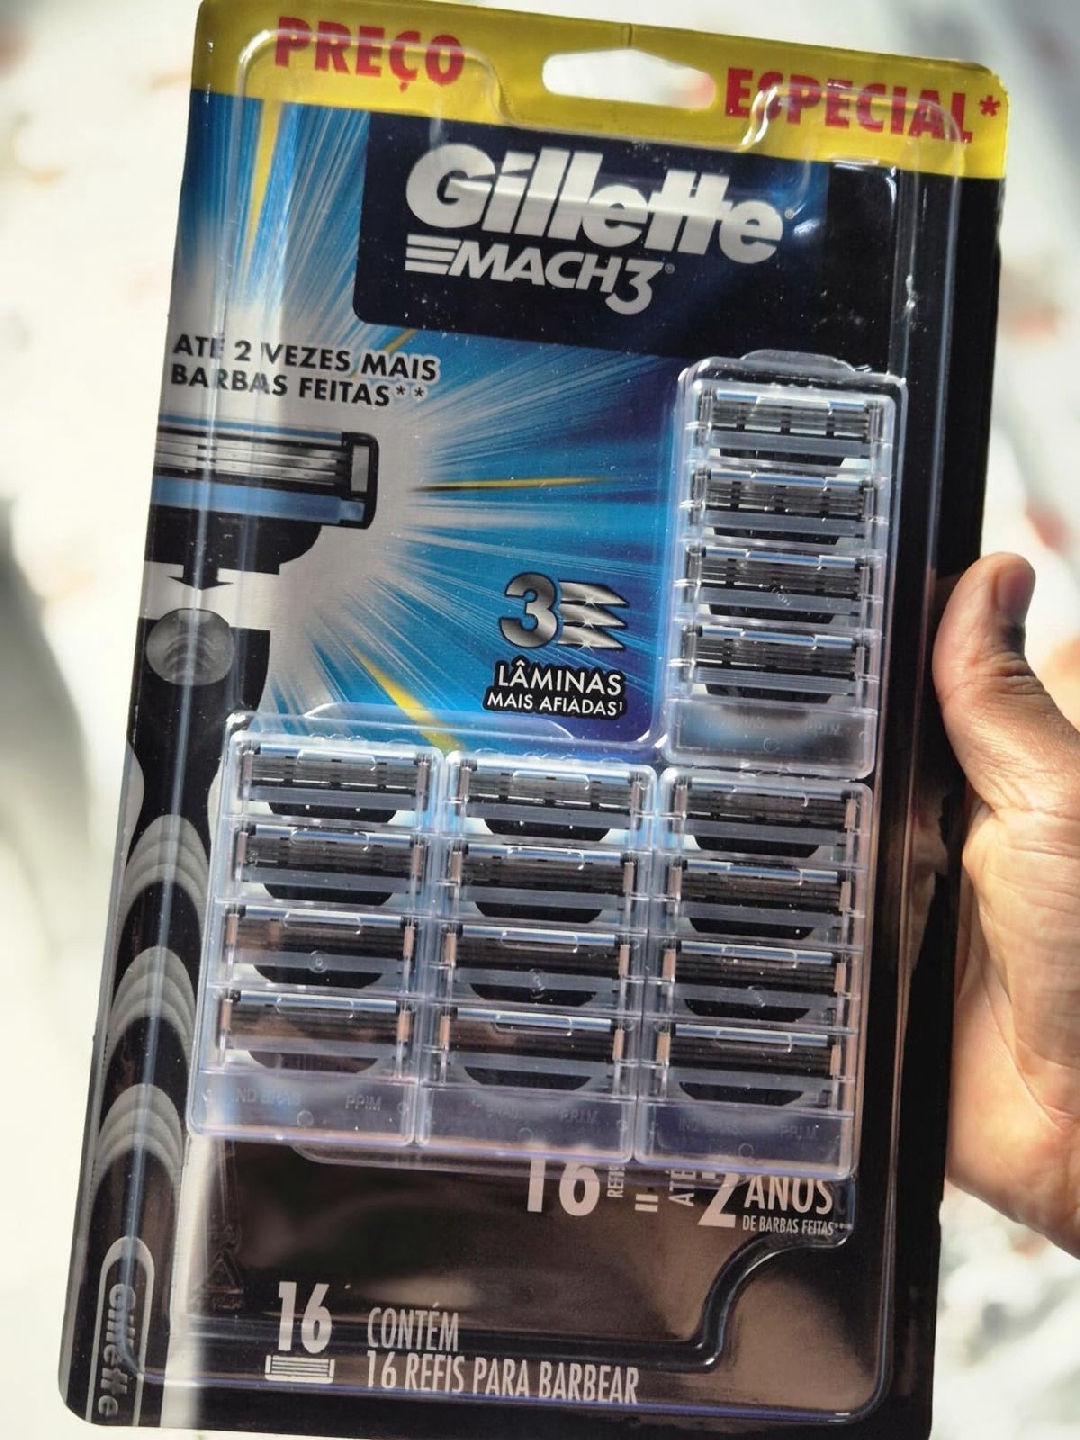 PREÇO ESPECIAL*
Gillette®
MACH3®
ATÉ 2 VEZES MAIS
BARBAS FEITAS**
3
LÂMINAS
MAIS AFIADAS¹
16 REFIS = ATÉ 2 ANOS
DE BARBAS FEITAS***
16 CONTÉM
16 REFIS PARA BARBEAR
Gillette